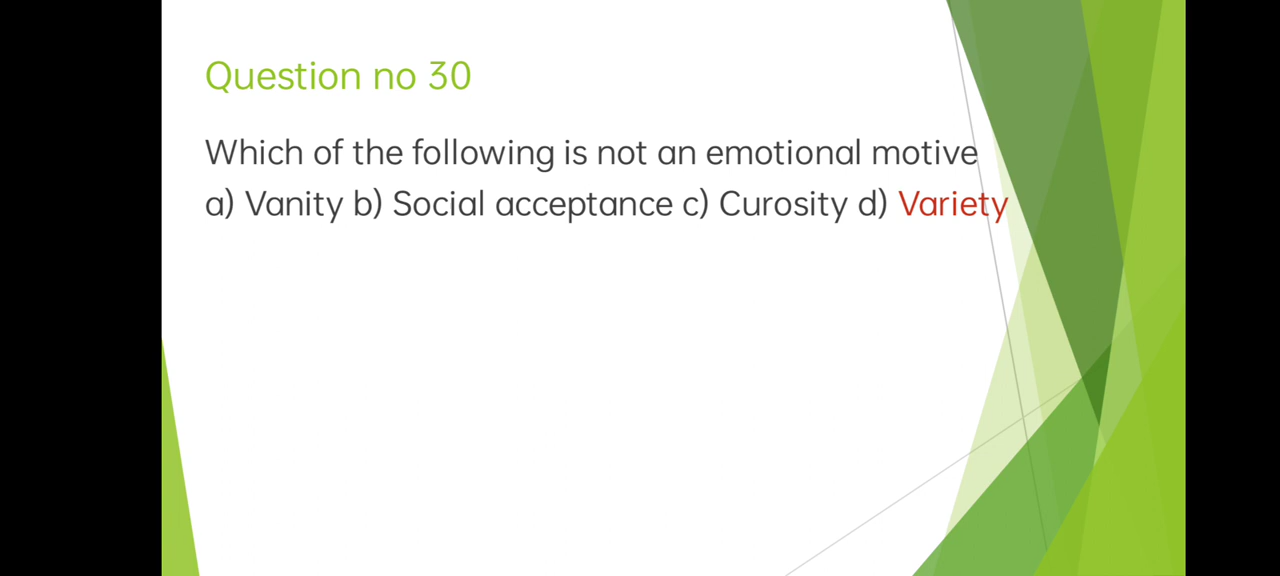 Question no 30
Which of the following is not an emotional motive
a) Vanity b) Social acceptance c) Curosity d) Variety